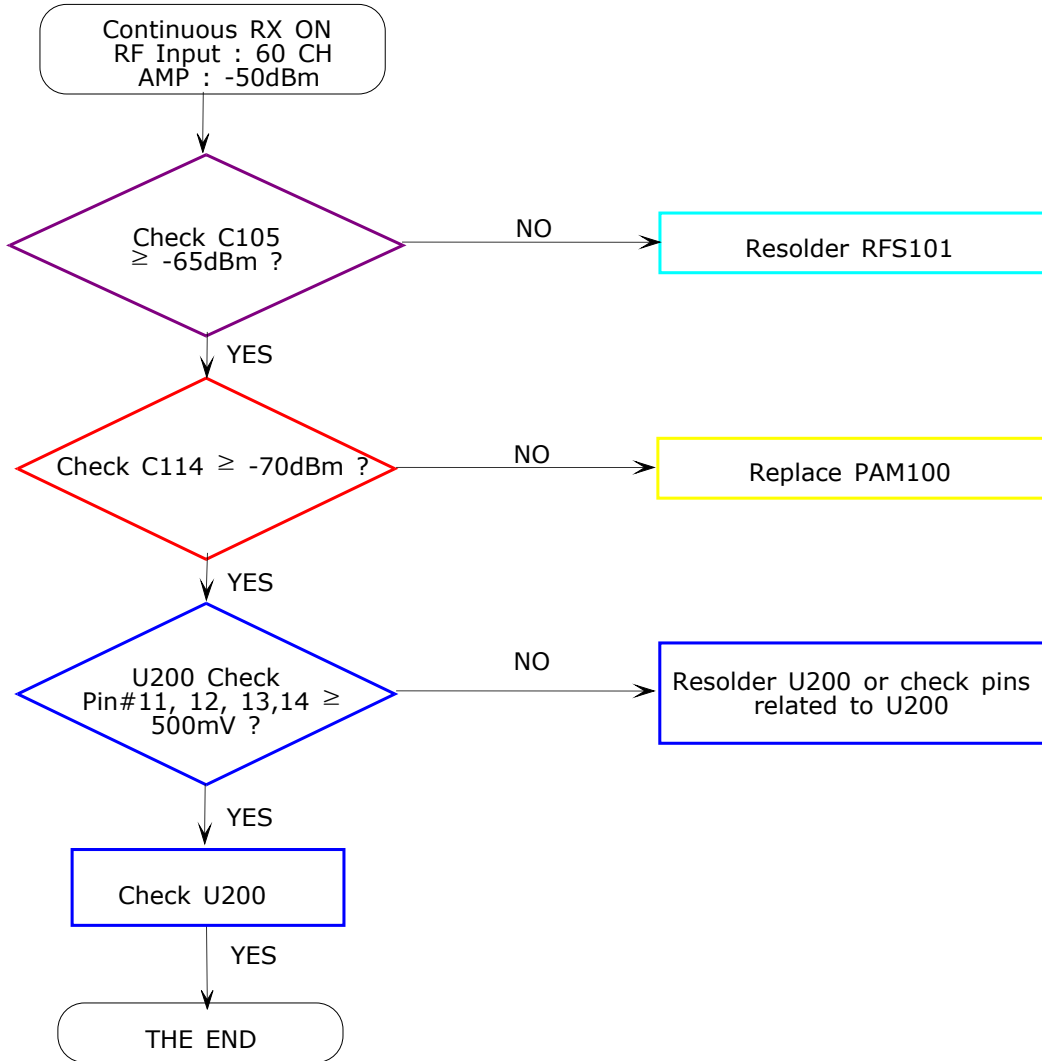 Continuous RX ON
RF Input : 60 CH
AMP : -50dBm
Check C105
≥ -65dBm ?
NO
Resolder RFS101
YES
Check C114 ≥ -70dBm ?
NO
Replace PAM100
YES
U200 Check
Pin#11, 12, 13,14 ≥
500mV ?
NO
Resolder U200 or check pins
related to U200
YES
Check U200
YES
THE END